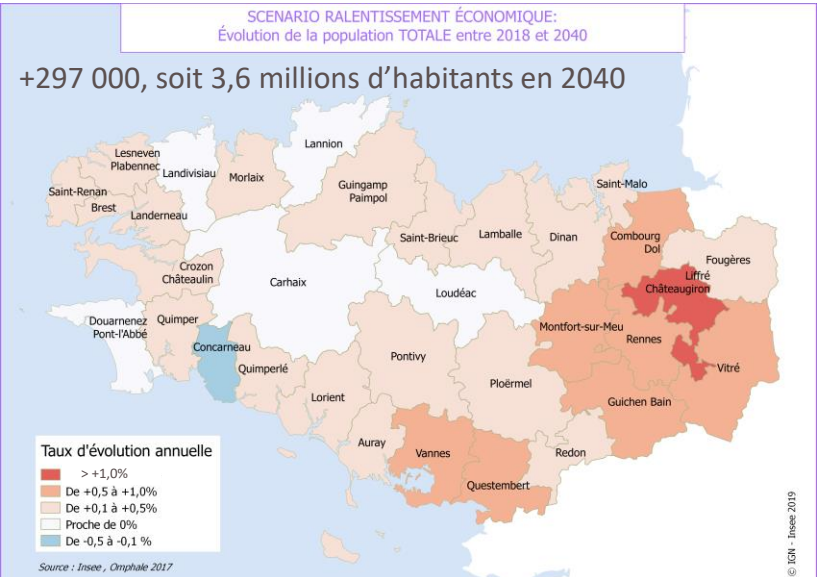 SCENARIO RALENTISSEMENT ÉCONOMIQUE:
Évolution de la population TOTALE entre 2018 et 2040
+297 000, soit 3,6 millions d’habitants en 2040
Lannion
Lesneven
Plabennec
Landivisiau
Morlaix
Guingamp
Paimpol
Saint-Renan
Brest
Landerneau
Saint-Malo
Saint-Brieuc
Lamballe
Dinan
Combourg
Dol
Fougères
Liffré
Châteaugiron
Crozon
Châteaulin
Carhaix
Loudéac
Douarnenez
Pont-l'Abbé
Quimper
Montfort-sur-Meu
Rennes
Concarneau
Quimperlé
Pontivy
Vitré
Ploërmel
Lorient
Guichen Bain
Auray
Vannes
Redon
Questembert
Taux d'évolution annuelle
> +1,0%
De +0,5 à +1,0%
De +0,1 à +0,5%
Proche de 0%
De -0,5 à -0,1 %
Source : Insee , Omphale 2017
© IGN - Insee 2019